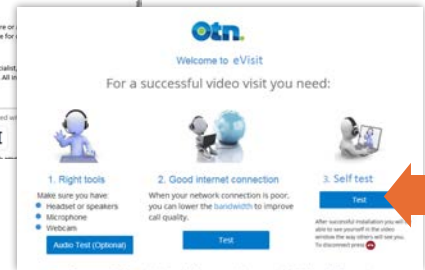 otn.
Welcome to eVisit
For a successful video visit you need:
1. Right tools
Make sure you have:
Headset or speakers
Microphone
Webcam
Audio Test (Optional)
2. Good internet connection
When your network connection is poor,
you can lower the bandwidth to improve
call quality.
Test
3. Self test
Test
After successful installation you will
able to see yourself in the video
window the way others will see you.
To disconnect press